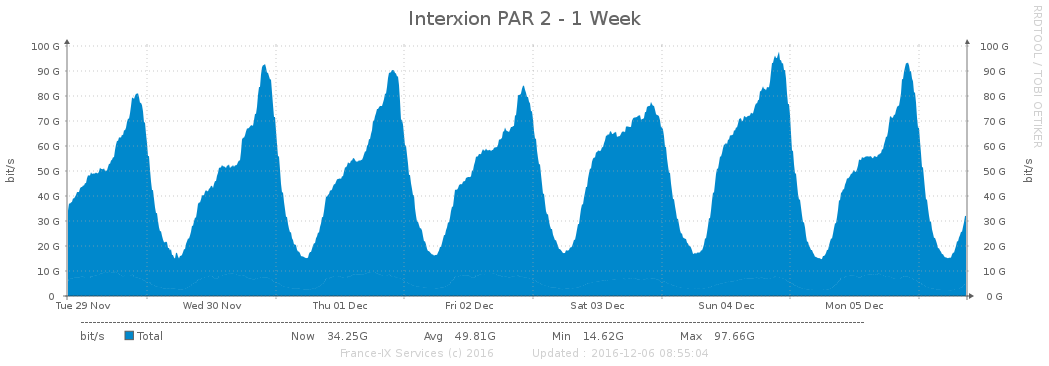 Interxion PAR 2 - 1 Week
RRDTOOL / TOBI OETIKER
bit/s
100 G
90 G
80 G
70 G
60 G
50 G
40 G
30 G
20 G
10 G
0
100 G
90 G
80 G
70 G
60 G
50 G
40 G
30 G
20 G
10 G
0 G
bit/s
Tue 29 Nov Wed 30 Nov Thu 01 Dec Fri 02 Dec Sat 03 Dec Sun 04 Dec Mon 05 Dec
bit/s Total Now 34.25G Avg 49.81G Min 14.62G Max 97.66G
France-IX Services (c) 2016 Updated : 2016-12-06 08:55:04